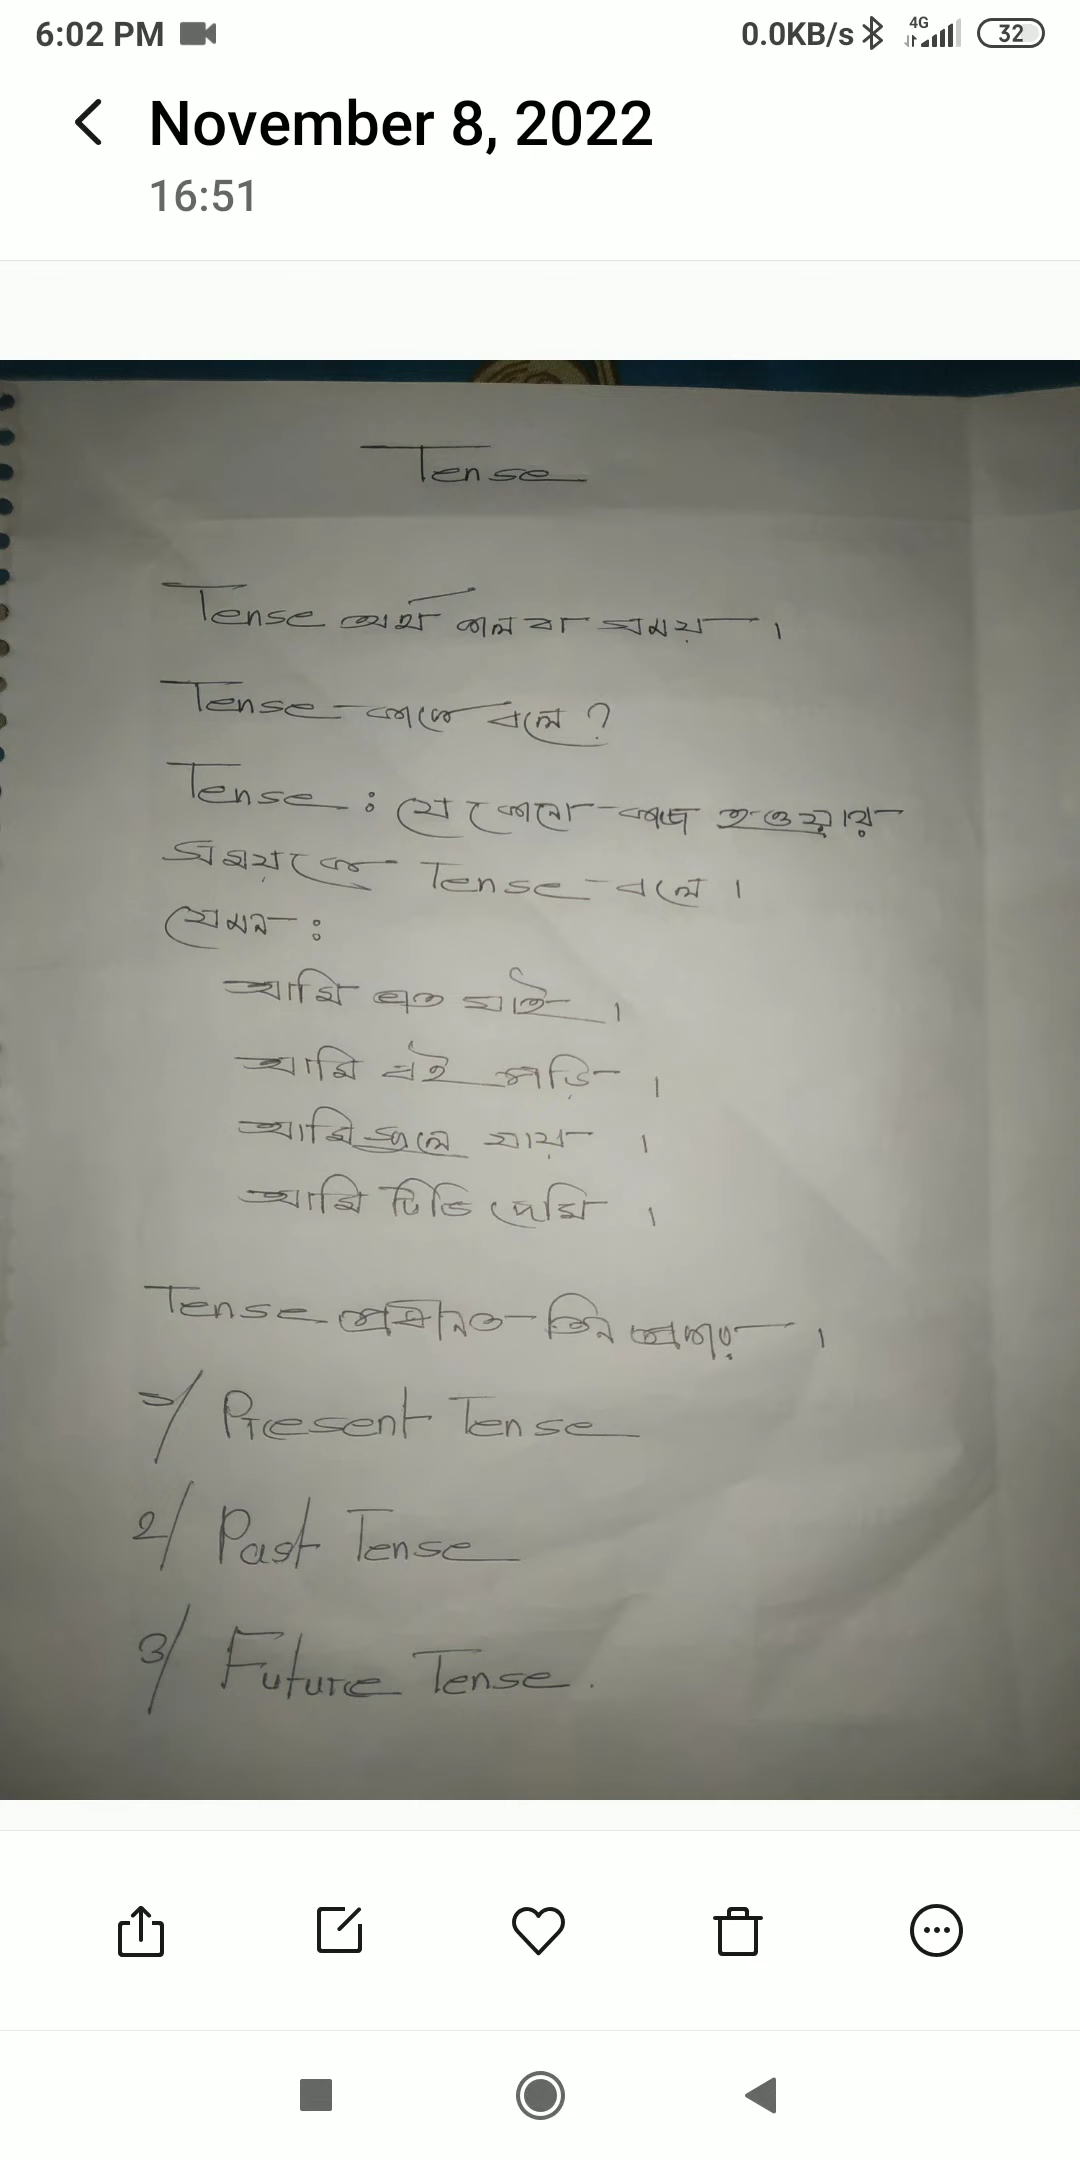 6:02 PM
0.0KB/s 4G 32
November 8, 2022
16:51
Tense
Tense অর্থ কাল বা সময় ।
Tense কাকে বলে ?
Tense : যে কোনো কাজ হওয়ার
সময়কে Tense বলে ।
যেমন :
আমি ভাত খাই ।
আমি বই পড়ি ।
আমি স্কুলে যায় ।
আমি টিভি দেখি ।
Tense প্রধানত তিন প্রকার ।
১/ Present Tense
2/ Past Tense
3/ Future Tense.